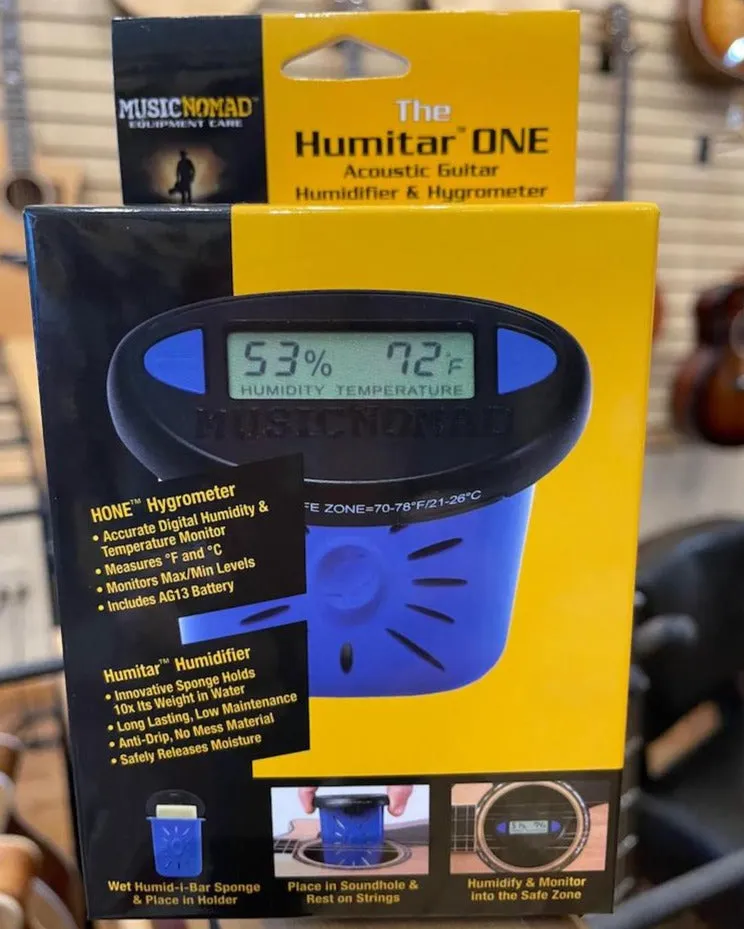 MUSICNOMAD™
EQUIPMENT CARE
The
Humitar™ ONE
Acoustic Guitar
Humidifier & Hygrometer
53% 72°F
HUMIDITY TEMPERATURE
MUSICNOMAD
FE ZONE=70-78°F/21-26°C
HONE™ Hygrometer
• Accurate Digital Humidity &
Temperature Monitor
• Measures °F and °C
• Monitors Max/Min Levels
• Includes AG13 Battery
Humitar™ Humidifier
• Innovative Sponge Holds
10x Its Weight in Water
• Long Lasting, Low Maintenance
• Anti-Drip, No Mess Material
• Safely Releases Moisture
Wet Humid-i-Bar Sponge
& Place in Holder
Place in Soundhole &
Rest on Strings
Humidify & Monitor
into the Safe Zone